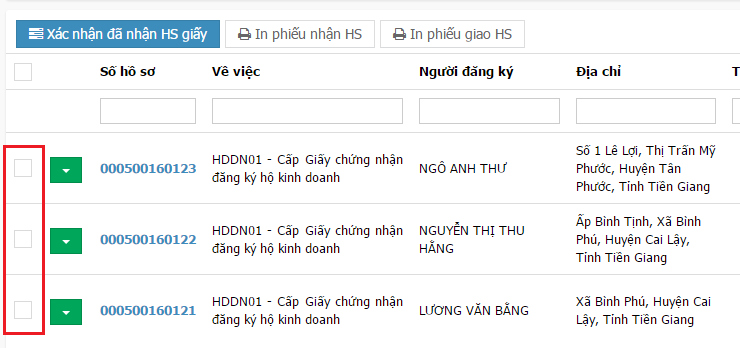 Xác nhận đã nhận HS giấy In phiếu nhận HS In phiếu giao HS
Số hồ sơ Về việc Người đăng ký Địa chỉ T
000500160123
HDDN01 - Cấp Giấy chứng nhận
đăng ký hộ kinh doanh
NGÔ ANH THƯ
Số 1 Lê Lợi, Thị Trấn Mỹ
Phước, Huyện Tân
Phước, Tỉnh Tiền Giang
000500160122
HDDN01 - Cấp Giấy chứng nhận
đăng ký hộ kinh doanh
NGUYỄN THỊ THU
HẰNG
Ấp Bình Tịnh, Xã Bình
Phú, Huyện Cai Lậy,
Tỉnh Tiền Giang
000500160121
HDDN01 - Cấp Giấy chứng nhận
đăng ký hộ kinh doanh
LƯƠNG VĂN BẰNG
Xã Bình Phú, Huyện Cai
Lậy, Tỉnh Tiền Giang